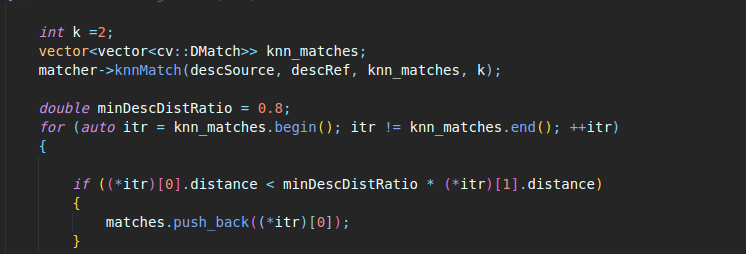 int k =2;
vector<vector<cv::DMatch>> knn_matches;
matcher->knnMatch(descSource, descRef, knn_matches, k);
double minDescDistRatio = 0.8;
for (auto itr = knn_matches.begin(); itr != knn_matches.end(); ++itr)
{
if ((*itr)[0].distance < minDescDistRatio * (*itr)[1].distance)
{
matches.push_back((*itr)[0]);
}